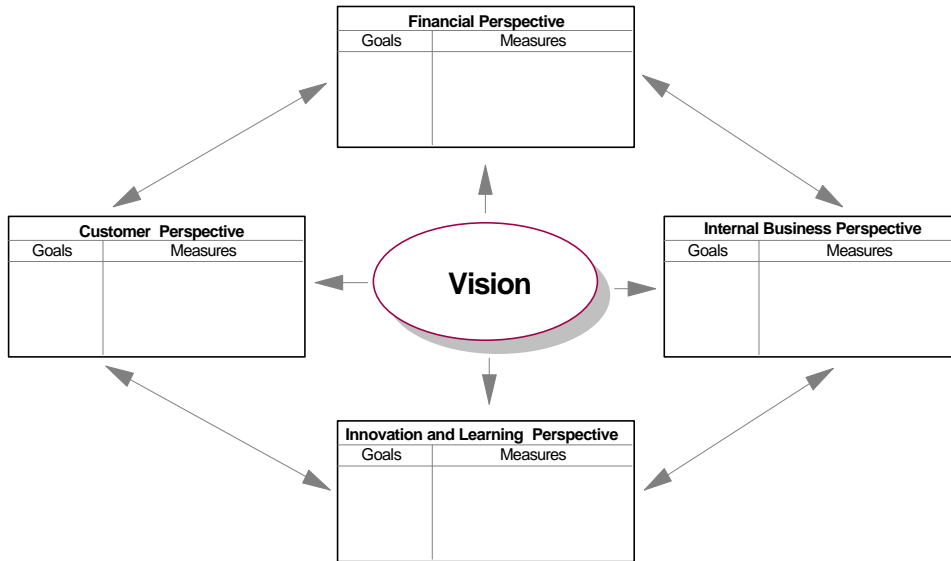 Financial Perspective
Goals Measures
Customer Perspective
Goals Measures
Vision
Internal Business Perspective
Goals Measures
Innovation and Learning Perspective
Goals Measures